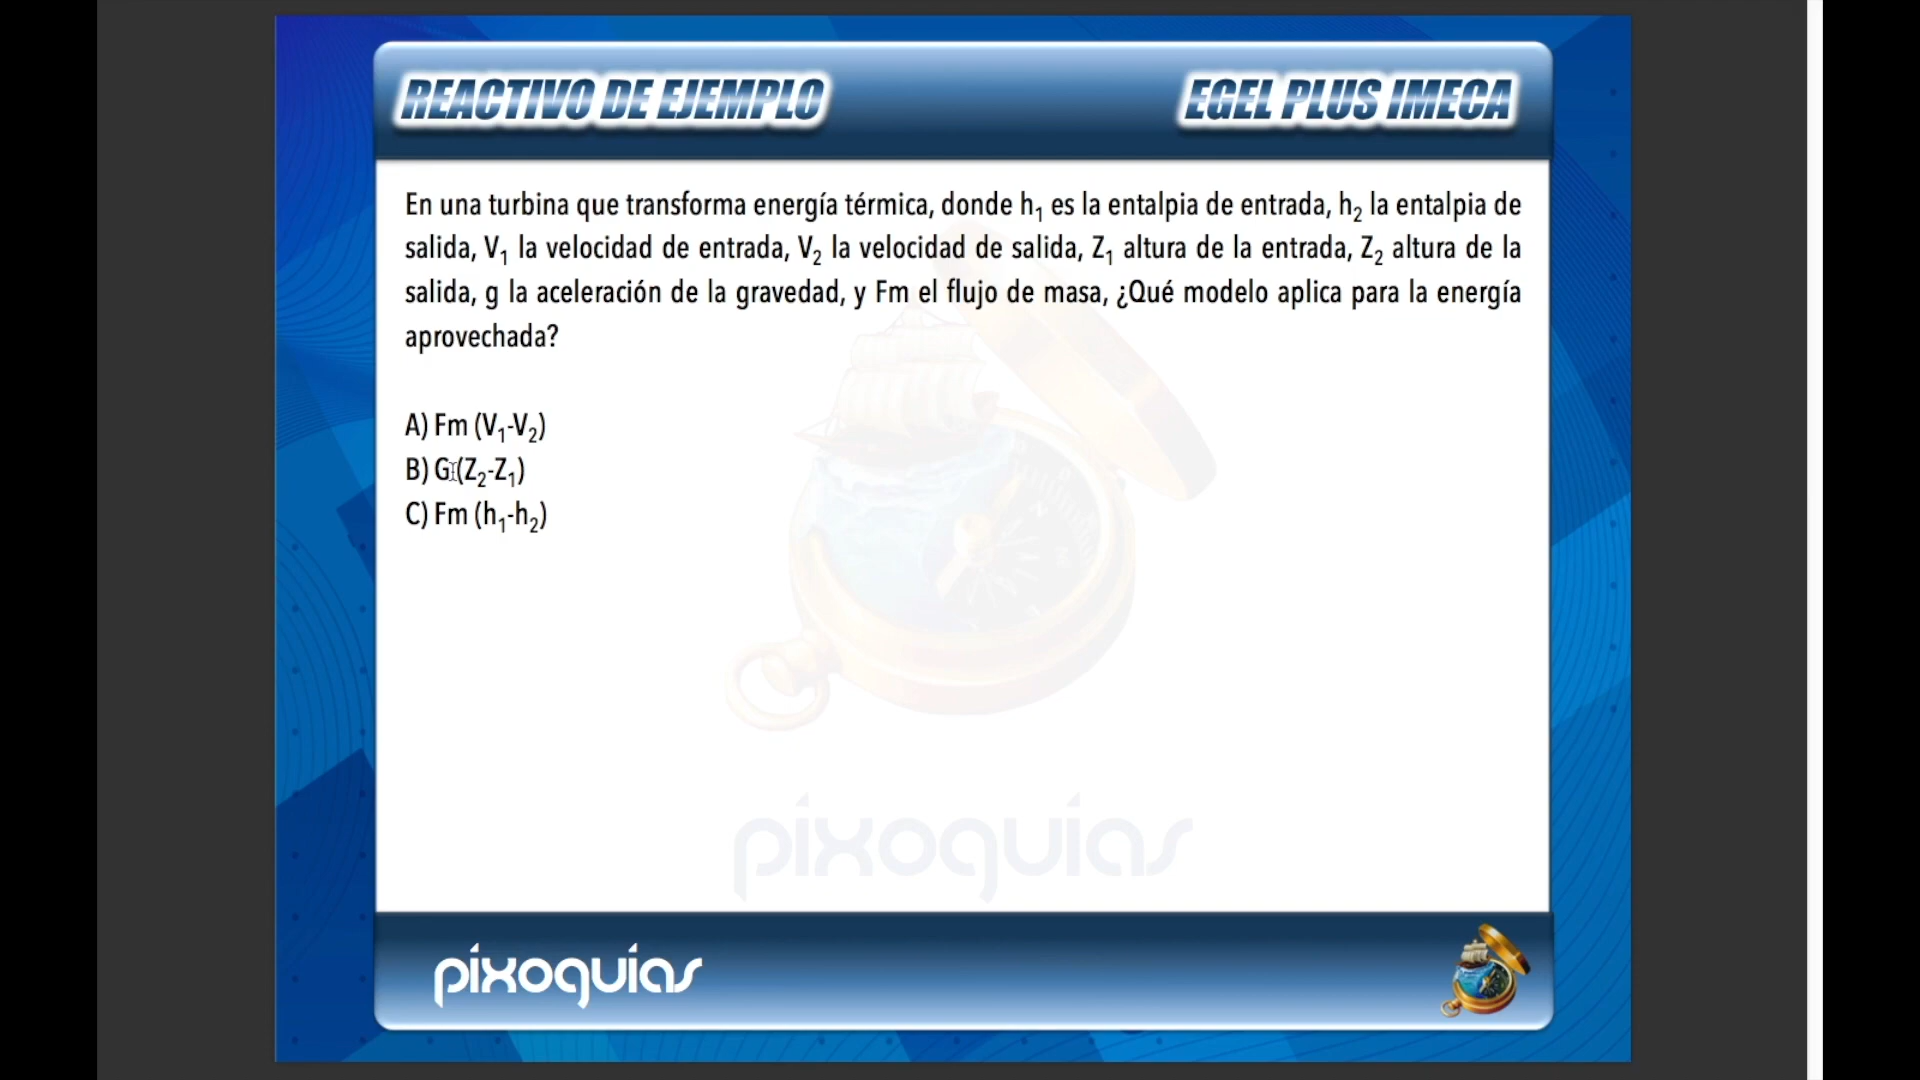 REACTIVO DE EJEMPLO
EGEL PLUS IMECA
En una turbina que transforma energía térmica, donde h₁ es la entalpia de entrada, h₂ la entalpia de
salida, V₁ la velocidad de entrada, V₂ la velocidad de salida, Z₁ altura de la entrada, Z₂ altura de la
salida, g la aceleración de la gravedad, y Fm el flujo de masa, ¿Qué modelo aplica para la energía
aprovechada?
A) Fm (V₁-V₂)
B) G (Z₂-Z₁)
C) Fm (h₁-h₂)
pixoguías
pixoguías